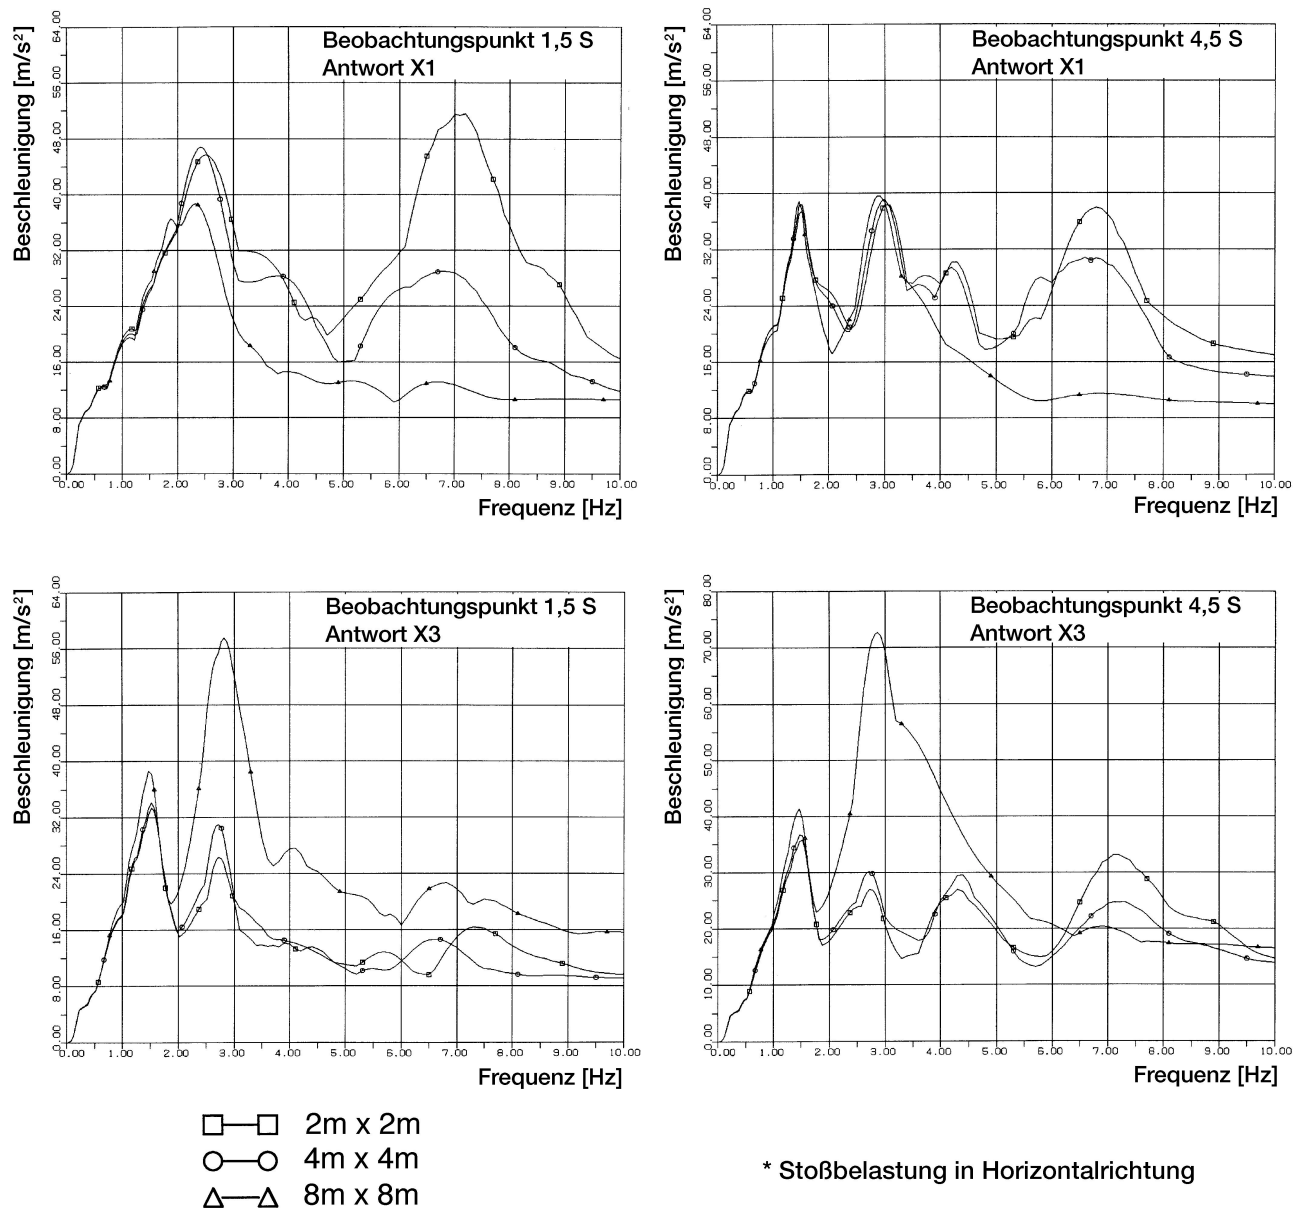 Beschleunigung [m/s²]
64.00
56.00
48.00
40.00
32.00
24.00
16.00
8.00
0.00
Beobachtungspunkt 1,5 S
Antwort X1
0.00 1.00 2.00 3.00 4.00 5.00 6.00 7.00 8.00 9.00 10.00
Frequenz [Hz]
Beschleunigung [m/s²]
64.00
56.00
48.00
40.00
32.00
24.00
16.00
8.00
0.00
Beobachtungspunkt 4,5 S
Antwort X1
0.00 1.00 2.00 3.00 4.00 5.00 6.00 7.00 8.00 9.00 10.00
Frequenz [Hz]
Beschleunigung [m/s²]
64.00
56.00
48.00
40.00
32.00
24.00
16.00
8.00
0.00
Beobachtungspunkt 1,5 S
Antwort X3
0.00 1.00 2.00 3.00 4.00 5.00 6.00 7.00 8.00 9.00 10.00
Frequenz [Hz]
Beschleunigung [m/s²]
80.00
70.00
60.00
50.00
40.00
30.00
20.00
10.00
0.00
Beobachtungspunkt 4,5 S
Antwort X3
0.00 1.00 2.00 3.00 4.00 5.00 6.00 7.00 8.00 9.00 10.00
Frequenz [Hz]
2m x 2m
4m x 4m
8m x 8m
* Stoßbelastung in Horizontalrichtung